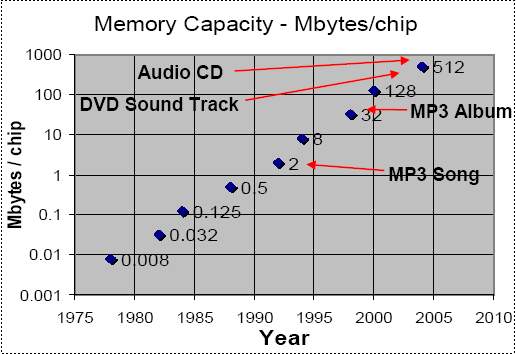 Memory Capacity - Mbytes/chip
1000
100
10
1
0.1
0.01
0.001
Mbytes / chip
Audio CD
512
DVD Sound Track
128
MP3 Album
32
8
MP3 Song
2
0.5
0.125
0.032
0.008
1975 1980 1985 1990 1995 2000 2005 2010
Year